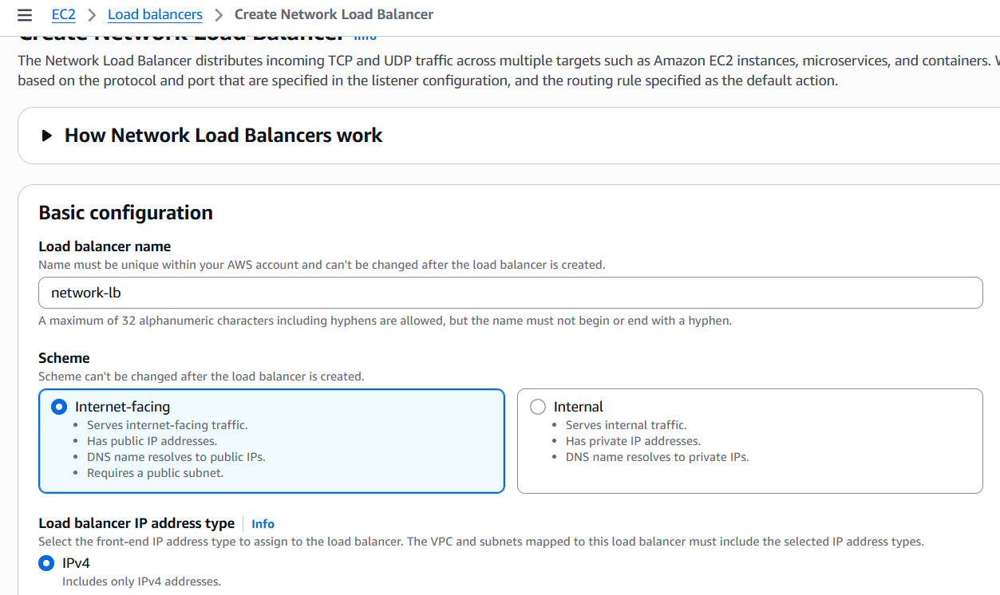 EC2 > Load balancers > Create Network Load Balancer
Create Network Load Balancer Info
The Network Load Balancer distributes incoming TCP and UDP traffic across multiple targets such as Amazon EC2 instances, microservices, and containers.
based on the protocol and port that are specified in the listener configuration, and the routing rule specified as the default action.
How Network Load Balancers work
Basic configuration
Load balancer name
Name must be unique within your AWS account and can't be changed after the load balancer is created.
network-lb
A maximum of 32 alphanumeric characters including hyphens are allowed, but the name must not begin or end with a hyphen.
Scheme
Scheme can't be changed after the load balancer is created.
Internet-facing
• Serves internet-facing traffic.
• Has public IP addresses.
• DNS name resolves to public IPs.
• Requires a public subnet.
Internal
• Serves internal traffic.
• Has private IP addresses.
• DNS name resolves to private IPs.
Load balancer IP address type Info
Select the front-end IP address type to assign to the load balancer. The VPC and subnets mapped to this load balancer must include the selected IP address types.
IPv4
Includes only IPv4 addresses.